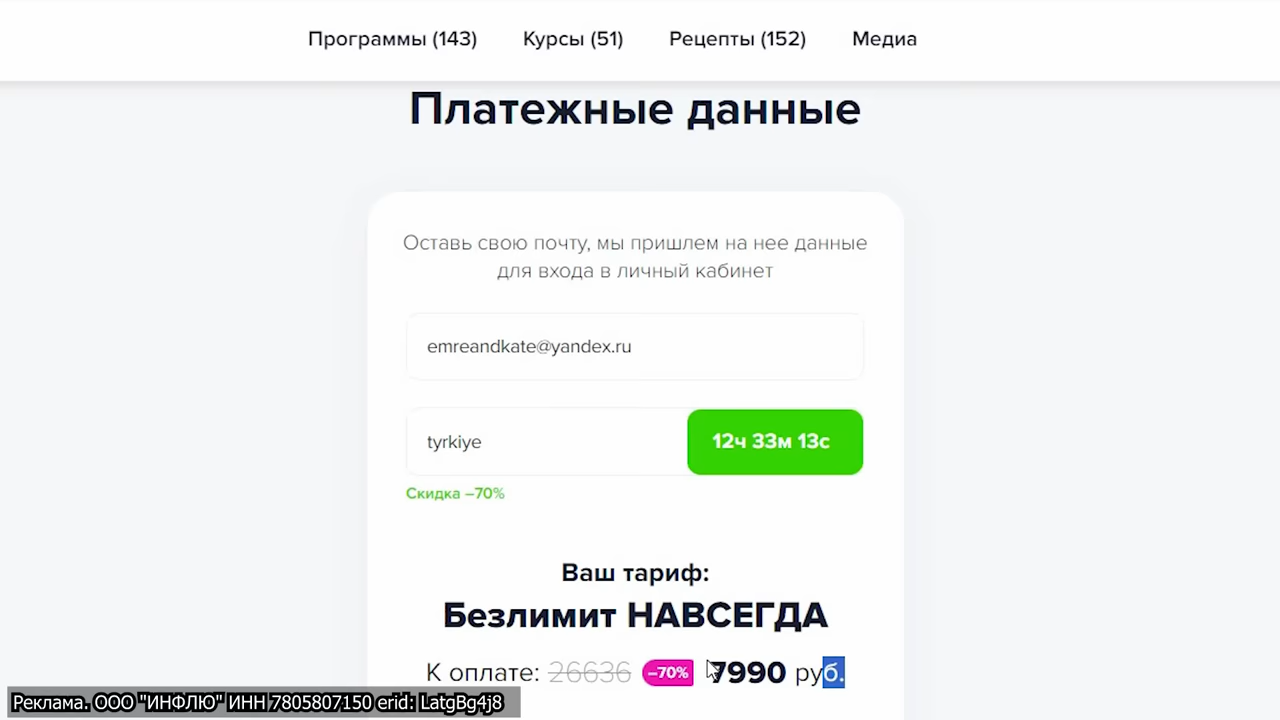 Программы (143) Курсы (51) Рецепты (152) Медиа
Платежные данные
Оставь свою почту, мы пришлем на нее данные
для входа в личный кабинет
emreandkate@yandex.ru
tyrkiye 12ч 33м 13с
Скидка –70%
Ваш тариф:
Безлимит НАВСЕГДА
К оплате: 26636 –70% 7990 руб.
Реклама. ООО "ИНФЛЮ" ИНН 7805807150 erid: LatgBg4j8